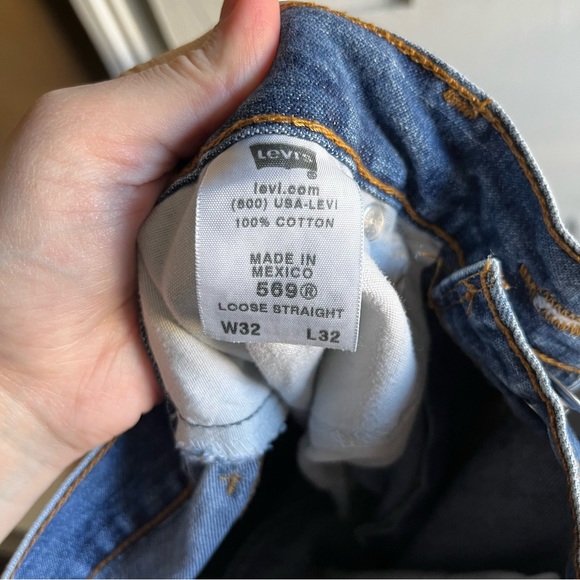 LEVI'S
®
levi.com
(800) USA-LEVI
100% COTTON
MADE IN
MEXICO
569®
LOOSE STRAIGHT
W32 L32